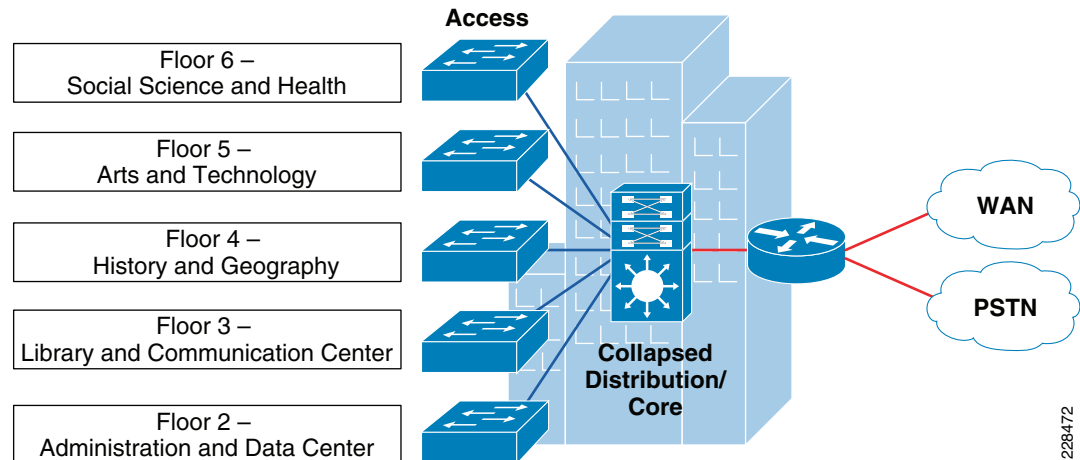 Access
Floor 6 –
Social Science and Health
Floor 5 –
Arts and Technology
Floor 4 –
History and Geography
Floor 3 –
Library and Communication Center
Floor 2 –
Administration and Data Center
Collapsed
Distribution/
Core
WAN
PSTN
228472